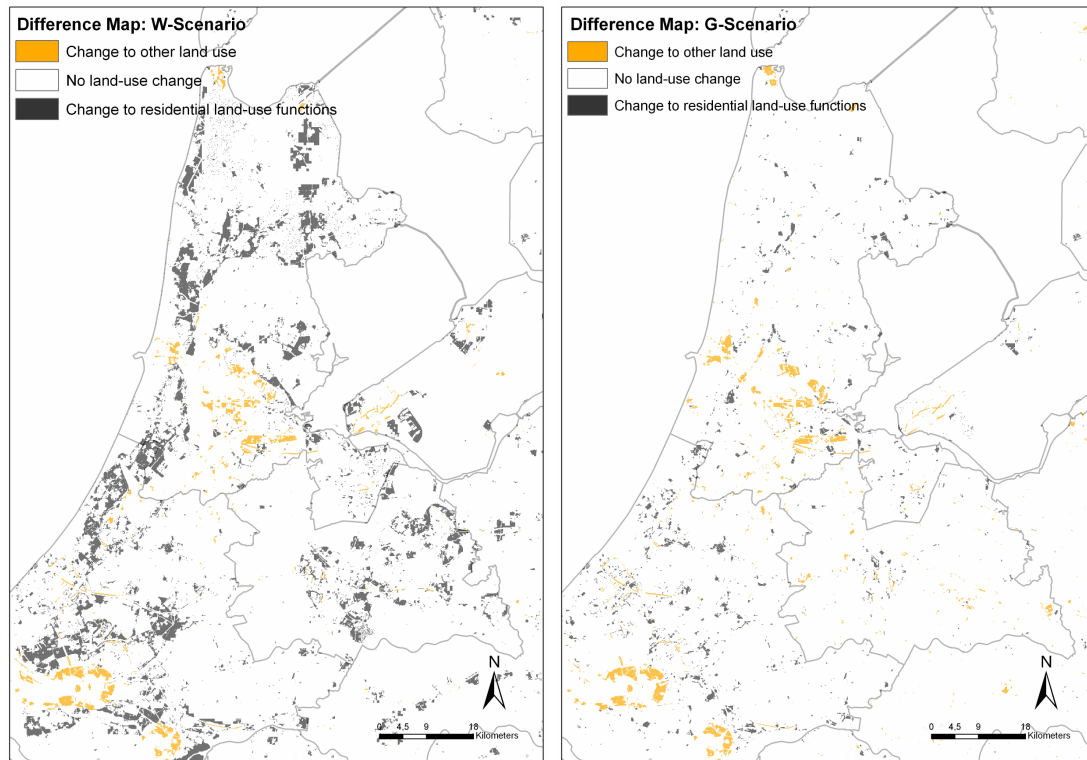 Difference Map: W-Scenario
Change to other land use
No land-use change
Change to residential land-use functions
N
0 4.5 9 18
Kilometers
Difference Map: G-Scenario
Change to other land use
No land-use change
Change to residential land-use functions
N
0 4.5 9 18
Kilometers